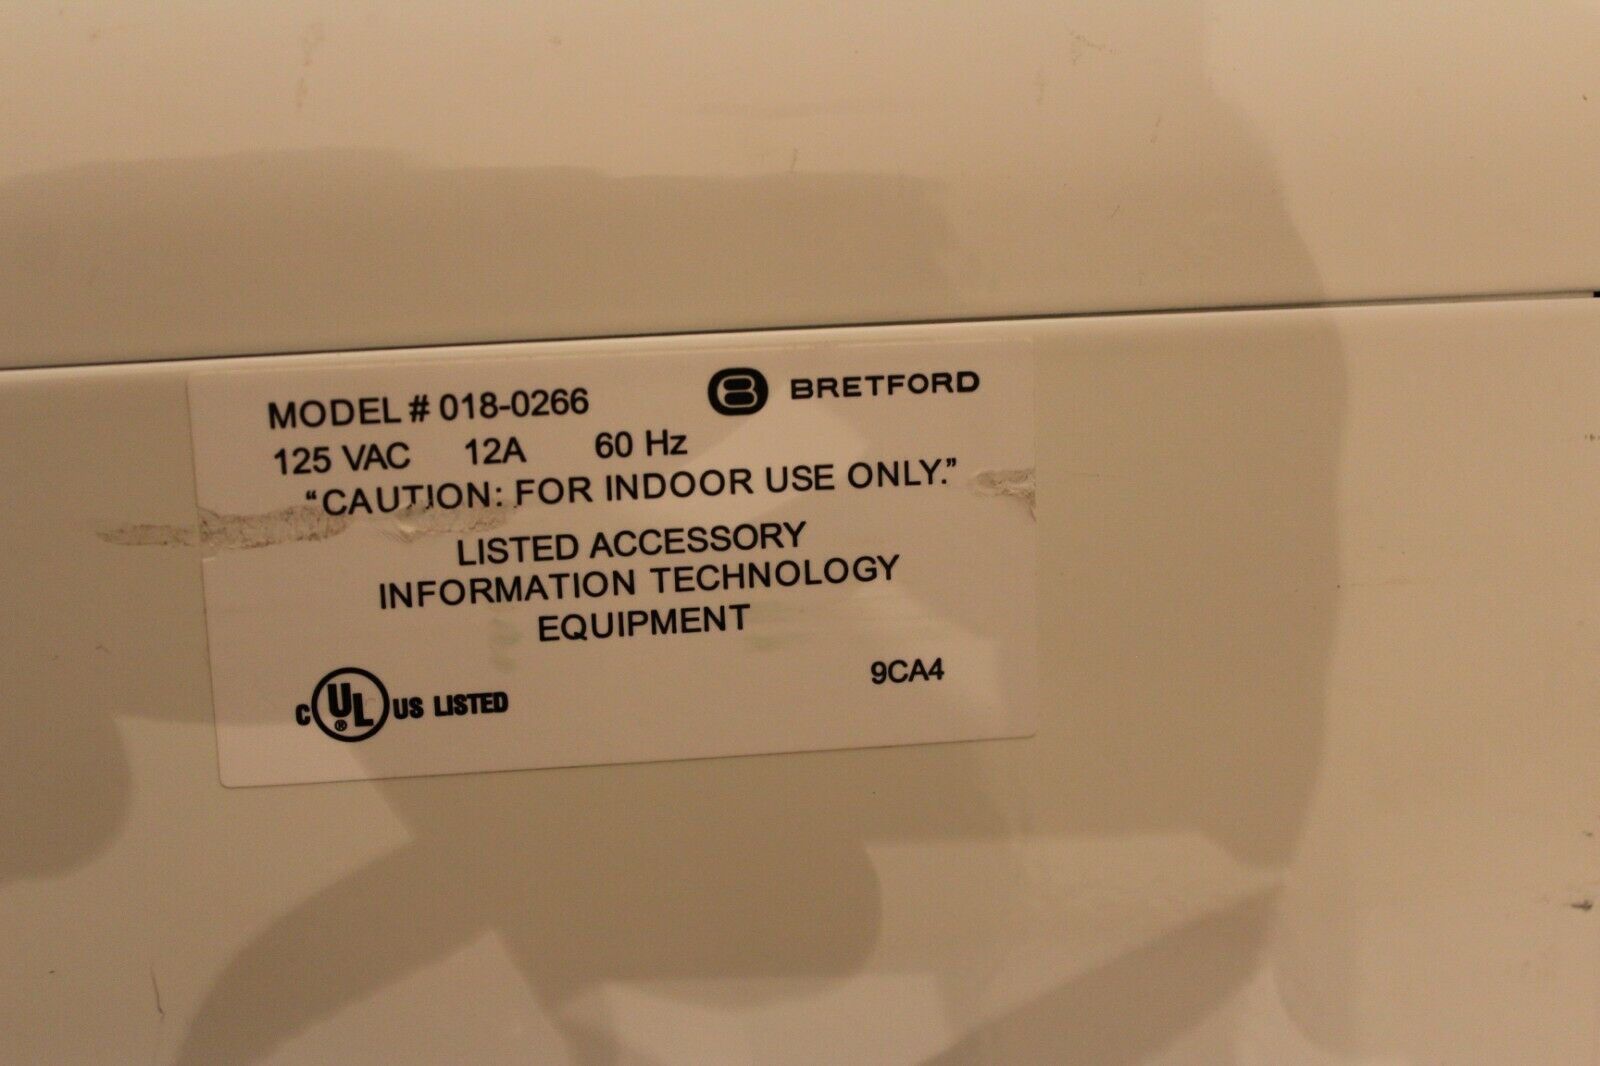 MODEL # 018-0266 BRETFORD
125 VAC 12A 60 Hz
“CAUTION: FOR INDOOR USE ONLY.”
LISTED ACCESSORY
INFORMATION TECHNOLOGY
EQUIPMENT
9CA4
C UL ® US LISTED